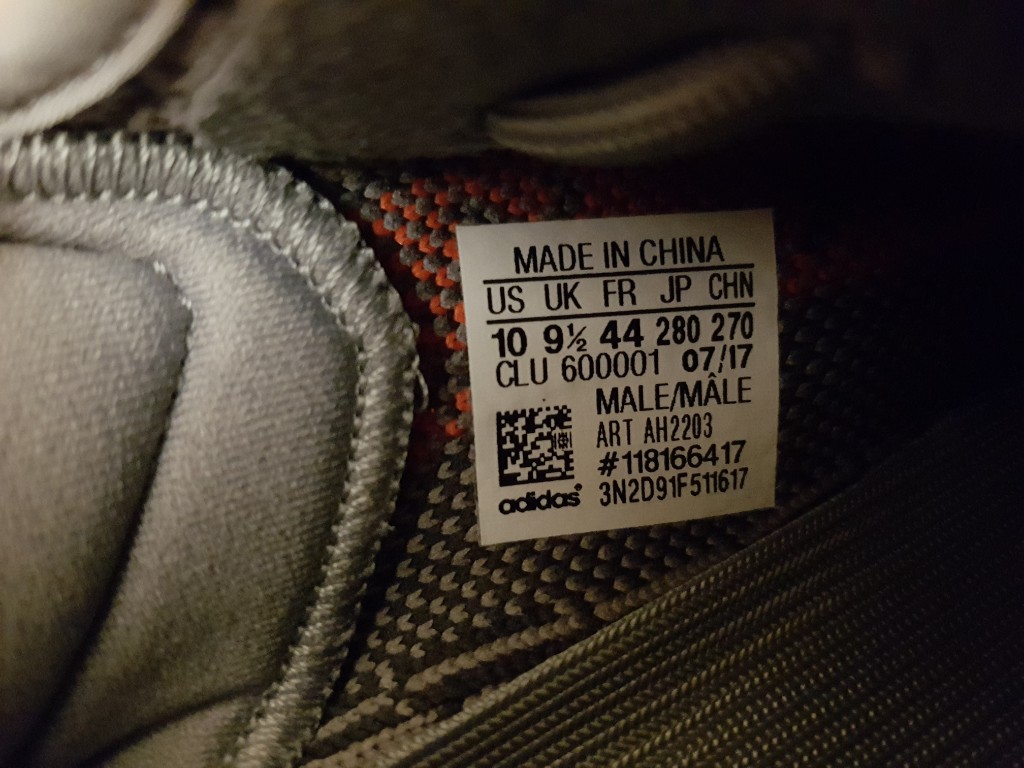 MADE IN CHINA
US UK FR JP CHN
10 9½ 44 280 270
CLU 600001 07/17
MALE/MÂLE
ART AH2203
#118166417
3N2D91F511617
adidas®